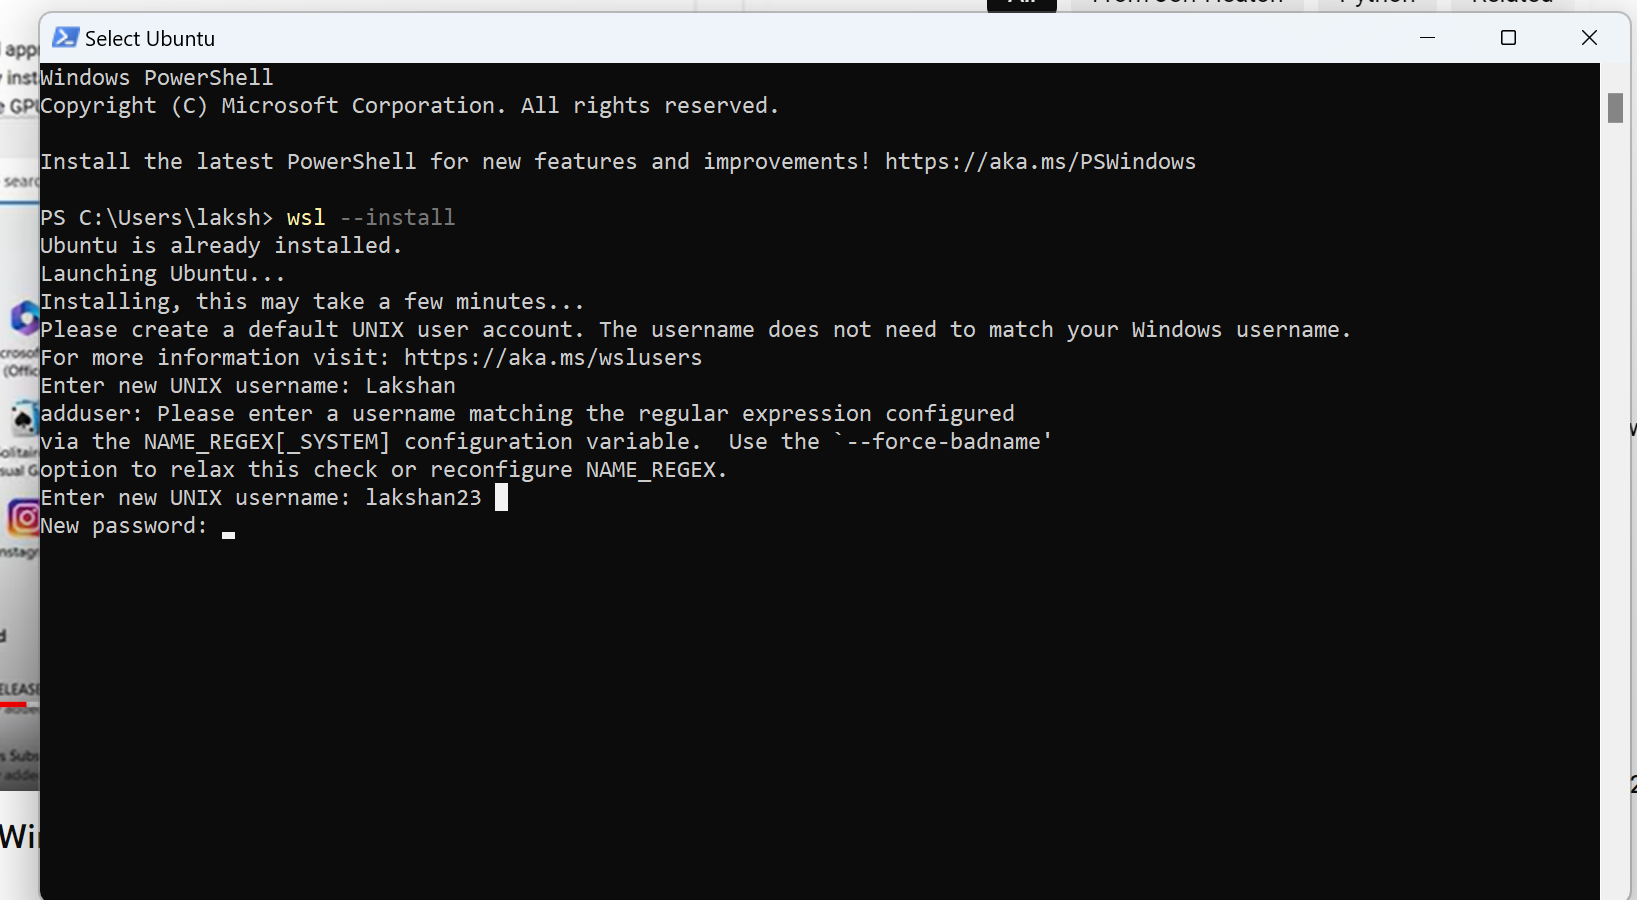 Select Ubuntu
Windows PowerShell
Copyright (C) Microsoft Corporation. All rights reserved.
Install the latest PowerShell for new features and improvements! https://aka.ms/PSWindows
PS C:\Users\laksh> wsl --install
Ubuntu is already installed.
Launching Ubuntu...
Installing, this may take a few minutes...
Please create a default UNIX user account. The username does not need to match your Windows username.
For more information visit: https://aka.ms/wslusers
Enter new UNIX username: Lakshan
adduser: Please enter a username matching the regular expression configured
via the NAME_REGEX[_SYSTEM] configuration variable.  Use the `--force-badname'
option to relax this check or reconfigure NAME_REGEX.
Enter new UNIX username: lakshan23
New password: